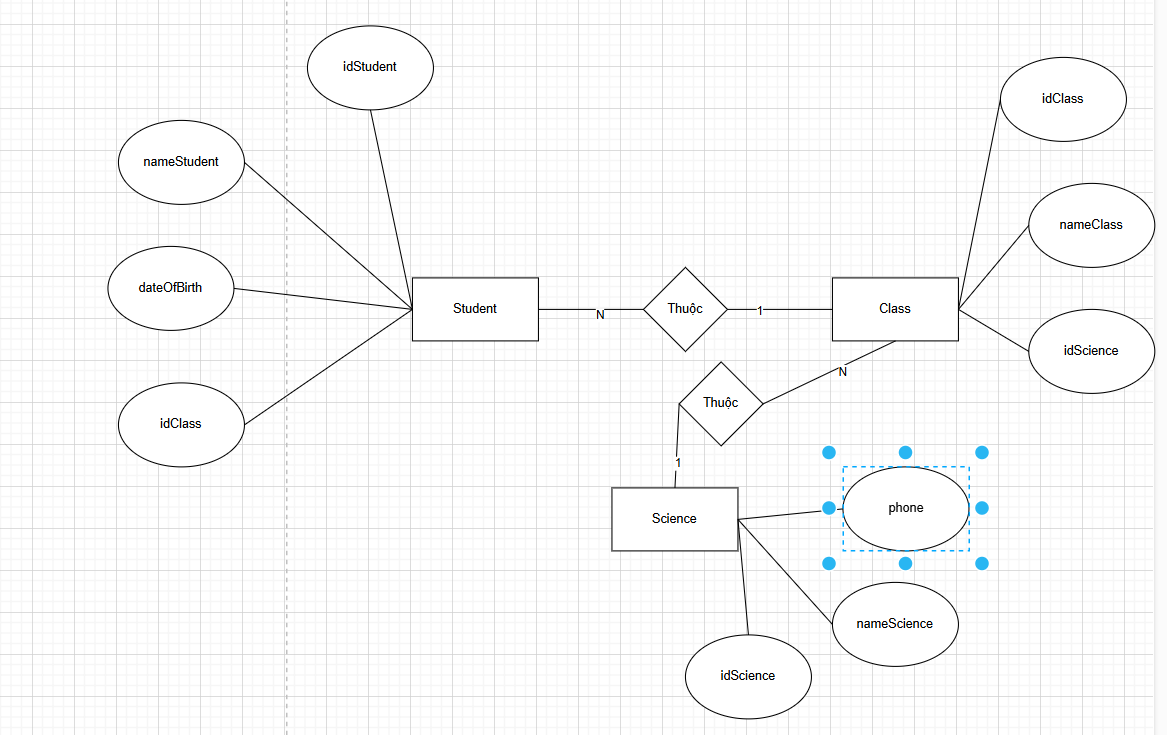 idStudent
idClass
nameStudent
nameClass
dateOfBirth
Student
N
Thuộc
1
Class
idScience
N
Thuộc
idClass
1
Science
phone
nameScience
idScience